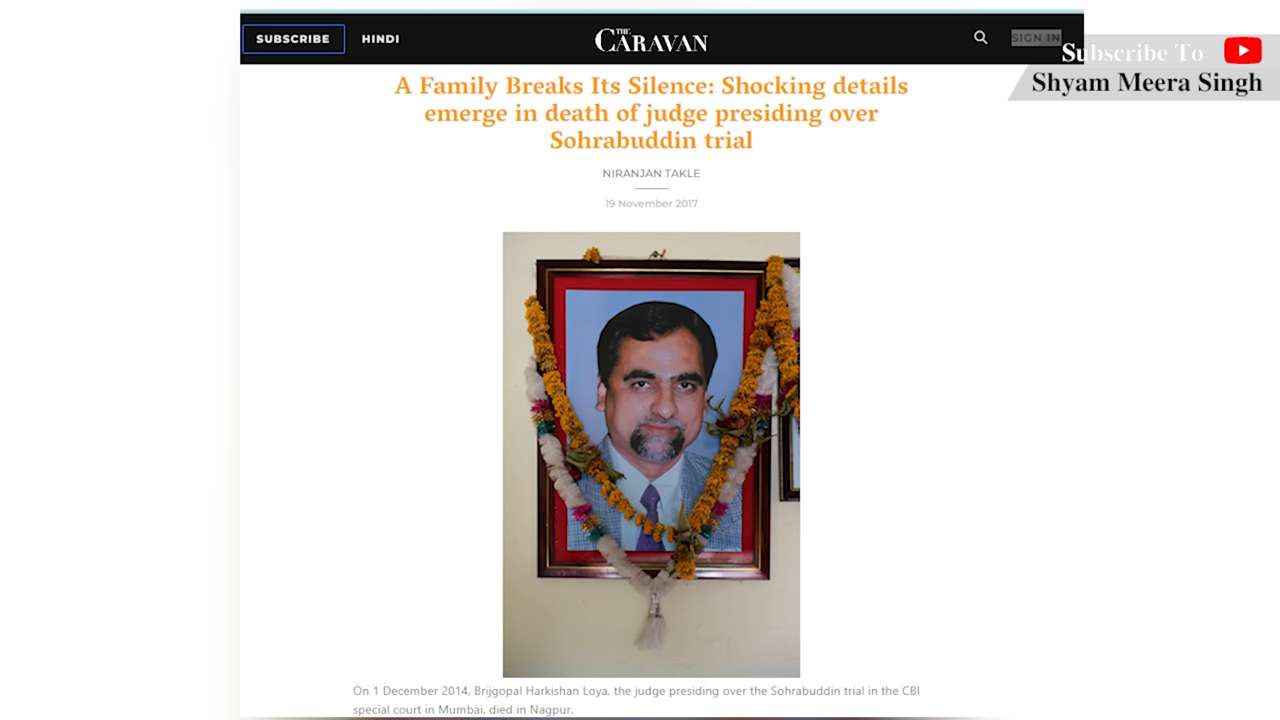 SUBSCRIBE
HINDI
THE
CARAVAN
SIGN IN
Subscribe To
Shyam Meera Singh
A Family Breaks Its Silence: Shocking details
emerge in death of judge presiding over
Sohrabuddin trial
NIRANJAN TAKLE
19 November 2017
On 1 December 2014, Brijgopal Harkishan Loya, the judge presiding over the Sohrabuddin trial in the CBI
special court in Mumbai, died in Nagpur.